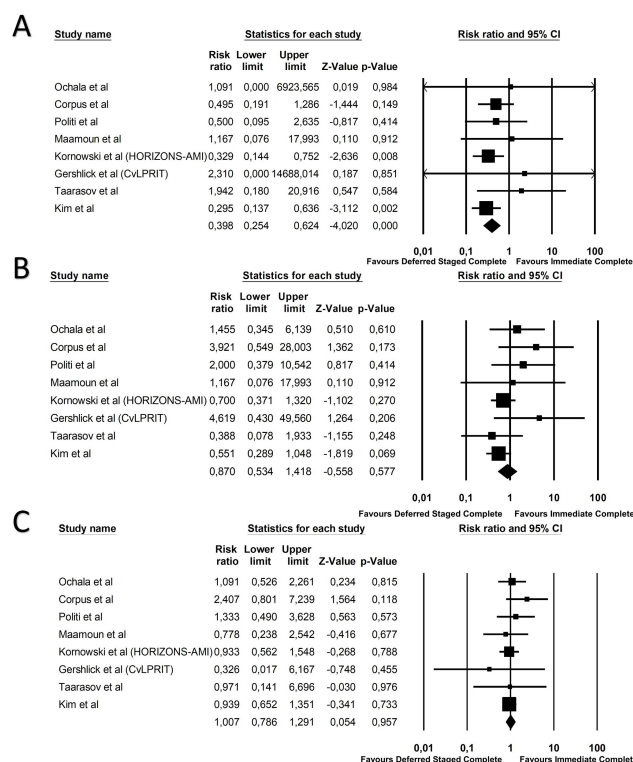 A
Study name Statistics for each study Risk ratio and 95% CI
Risk ratio Lower limit Upper limit Z-Value p-Value
Ochala et al 1,091 0,000 6923,565 0,019 0,984
Corpus et al 0,495 0,191 1,286 -1,444 0,149
Politi et al 0,500 0,095 2,635 -0,817 0,414
Maamoun et al 1,167 0,076 17,993 0,110 0,912
Kornowski et al (HORIZONS-AMI) 0,329 0,144 0,752 -2,636 0,008
Gershlick et al (CvLPRIT) 2,310 0,000 14688,014 0,187 0,851
Taarasov et al 1,942 0,180 20,916 0,547 0,584
Kim et al 0,295 0,137 0,636 -3,112 0,002
0,398 0,254 0,624 -4,020 0,000
0,01 0,1 1 10 100
Favours Deferred Staged Complete Favours Immediate Complete
B
Study name Statistics for each study Risk ratio and 95% CI
Risk ratio Lower limit Upper limit Z-Value p-Value
Ochala et al 1,455 0,345 6,139 0,510 0,610
Corpus et al 3,921 0,549 28,003 1,362 0,173
Politi et al 2,000 0,379 10,542 0,817 0,414
Maamoun et al 1,167 0,076 17,993 0,110 0,912
Kornowski et al (HORIZONS-AMI) 0,700 0,371 1,320 -1,102 0,270
Gershlick et al (CvLPRIT) 4,619 0,430 49,560 1,264 0,206
Taarasov et al 0,388 0,078 1,933 -1,155 0,248
Kim et al 0,551 0,289 1,048 -1,819 0,069
0,870 0,534 1,418 -0,558 0,577
0,01 0,1 1 10 100
Favours Deferred Staged Complete Favours Immediate Complete
C
Study name Statistics for each study Risk ratio and 95% CI
Risk ratio Lower limit Upper limit Z-Value p-Value
Ochala et al 1,091 0,526 2,261 0,234 0,815
Corpus et al 2,407 0,801 7,239 1,564 0,118
Politi et al 1,333 0,490 3,628 0,563 0,573
Maamoun et al 0,778 0,238 2,542 -0,416 0,677
Kornowski et al (HORIZONS-AMI) 0,933 0,562 1,548 -0,268 0,788
Gershlick et al (CvLPRIT) 0,326 0,017 6,167 -0,748 0,455
Taarasov et al 0,971 0,141 6,696 -0,030 0,976
Kim et al 0,939 0,652 1,351 -0,341 0,733
1,007 0,786 1,291 0,054 0,957
0,01 0,1 1 10 100
Favours Deferred Staged Complete Favours Immediate Complet